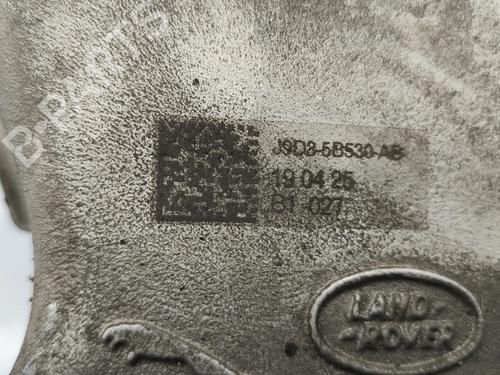 B-PARTS
J9D3-5B530-AB
19 04 25
B1 027
LAND-
-ROVER